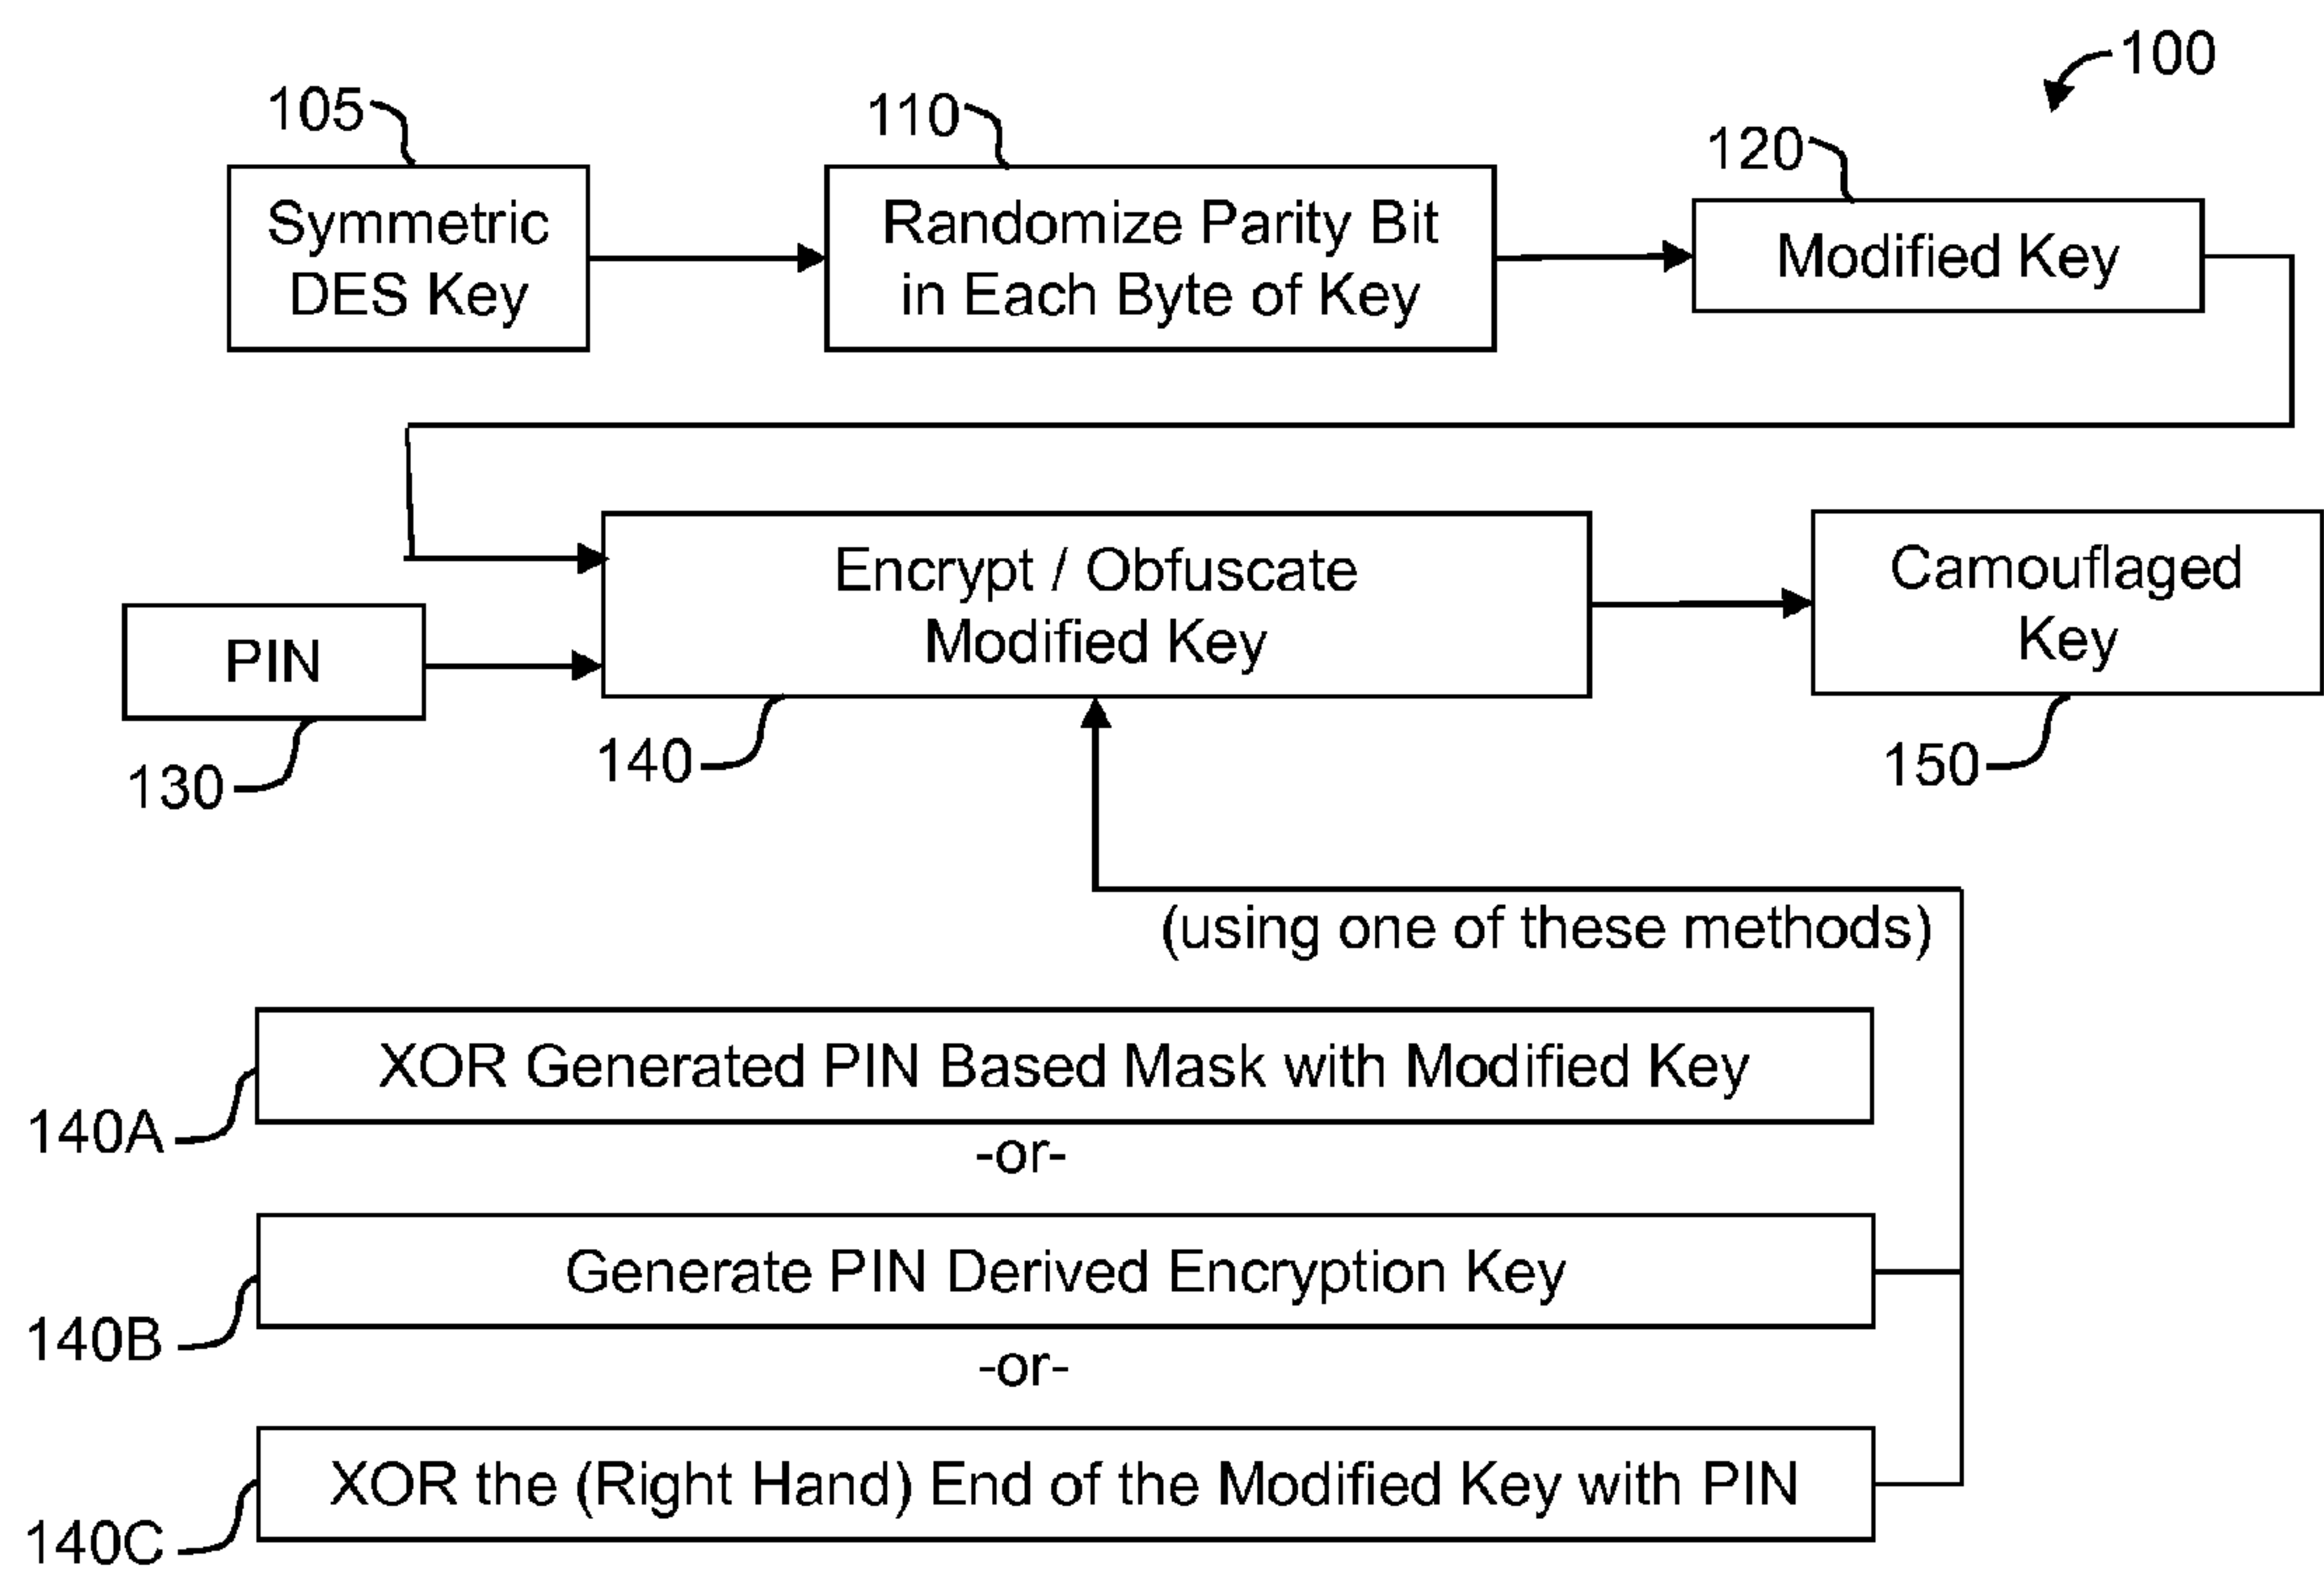 100
105
110
120
Symmetric
DES Key
Randomize Parity Bit
in Each Byte of Key
Modified Key
Encrypt / Obfuscate
Modified Key
Camouflaged
Key
PIN
130
140
150
(using one of these methods)
XOR Generated PIN Based Mask with Modified Key
140A
-or-
Generate PIN Derived Encryption Key
140B
-or-
XOR the (Right Hand) End of the Modified Key with PIN
140C